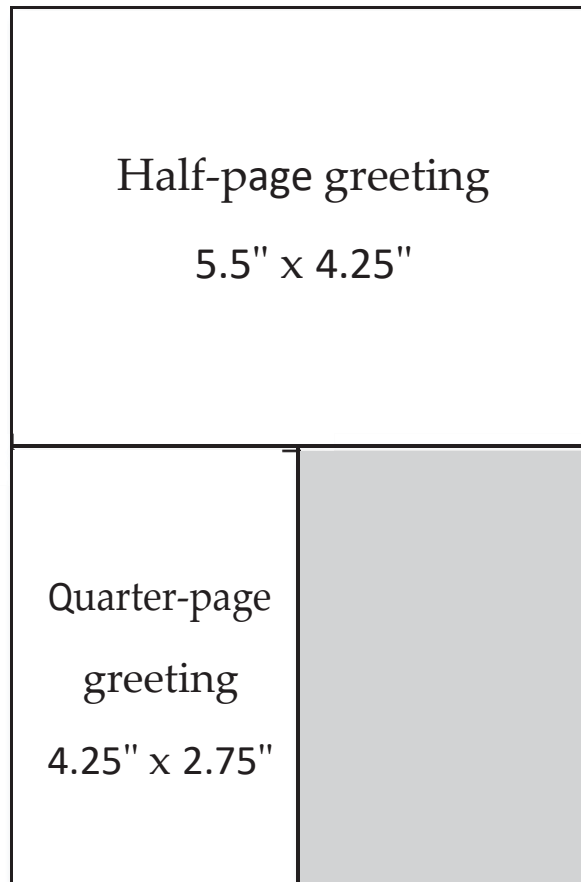 Half-page greeting
5.5" x 4.25"
Quarter-page
greeting
4.25" x 2.75"